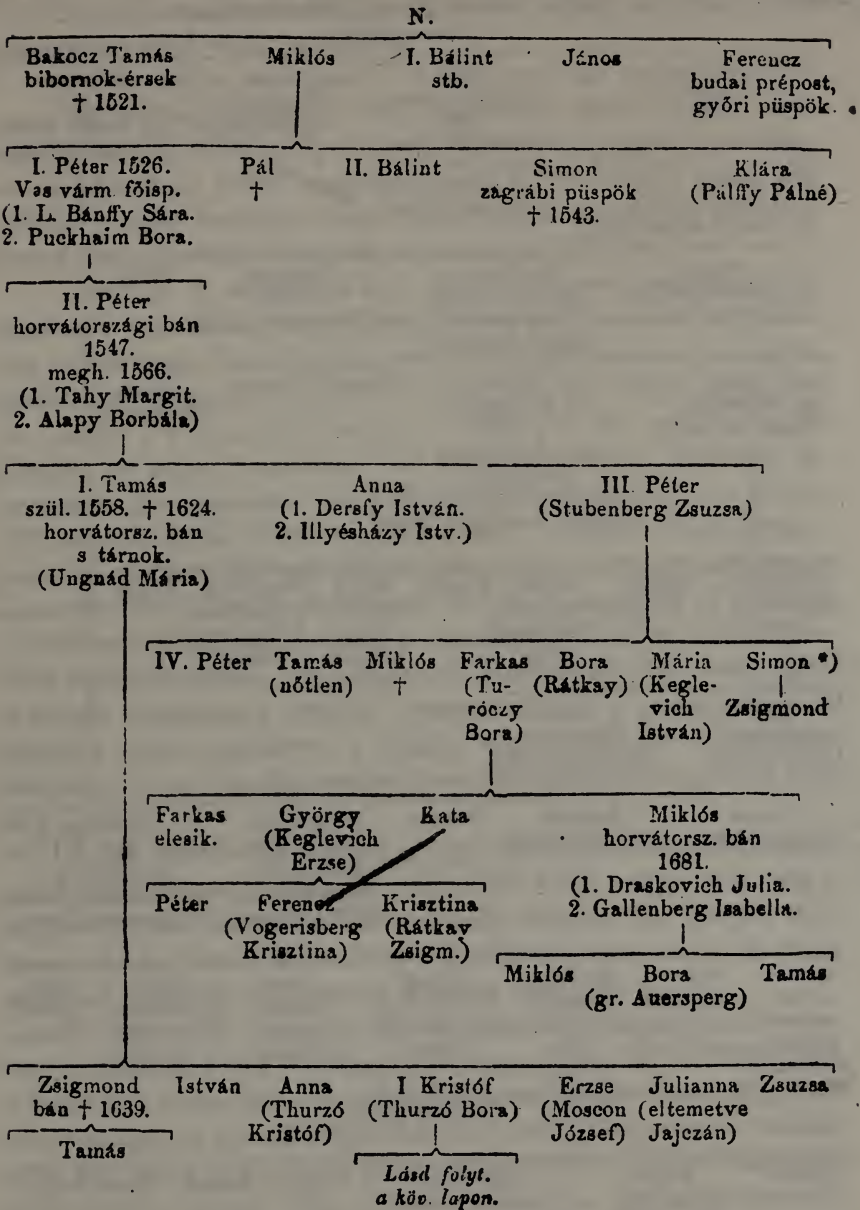 N.
Bakocz Tamás Miklós I. Bálint János Ferencz
bibornok-érsek stb. budai prépost,
† 1521. győri püspök.
I. Péter 1526. Pál II. Bálint Simon Klára
Vas várm. főisp. † zágrábi püspök (Pálffy Pálné)
(1. L. Bánffy Sára. † 1543.
2. Puckhaim Bora.
II. Péter
horvátországi bán
1547.
megh. 1566.
(1. Tahy Margit.
2. Alapy Borbála)
I. Tamás Anna III. Péter
szül. 1558. † 1624. (1. Dersfy István. (Stubenberg Zsuzsa)
horvátorsz. bán 2. Illyésházy Istv.)
s tárnok.
(Ungnád Mária)
IV. Péter Tamás Miklós Farkas Bora Mária Simon *)
(nőtlen) † (Tu- (Rátkay) (Kegle- |
róczy vich Zsigmond
Bora) István)
Farkas György Kata Miklós
elesik. (Keglevich horvátorsz. bán
Erzse) 1681.
(1. Draskovich Julia.
Péter Ferencz Krisztina 2. Gallenberg Isabella.
(Vogerisberg (Rátkay
Krisztina) Zsigm.)
Miklós Bora Tamás
(gr. Auersperg)
Zsigmond István Anna I Kristóf Erzse Julianna Zsuzsa
bán † 1639. (Thurzó (Thurzó Bora) (Moscon (eltemetve
Kristóf) József) Jajczán)
Tamás
Lásd folyt.
a köv. lapon.